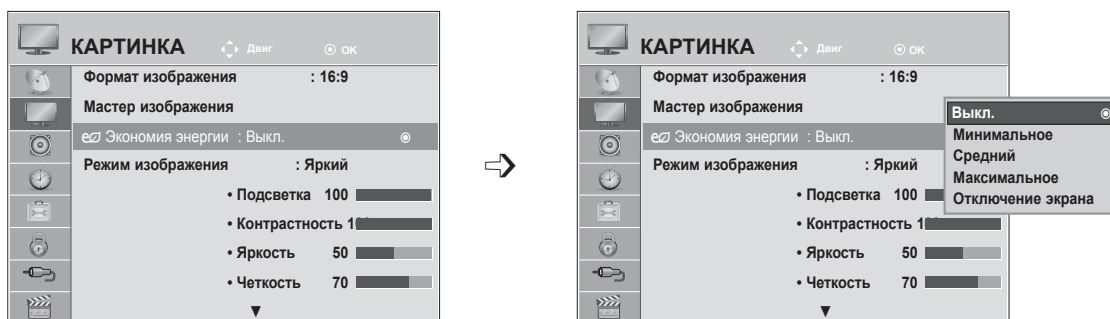 КАРТИНКА Двиг ОК
Формат изображения : 16:9
Мастер изображения
Экономия энергии : Выкл.
Режим изображения : Яркий
• Подсветка 100
• Контрастность
• Яркость 50
• Четкость 70
КАРТИНКА Двиг ОК
Формат изображения : 16:9
Мастер изображения
Экономия энергии : Выкл.
Режим изображения : Яркий
• Подсветка 100
• Контрастность
• Яркость 50
• Четкость 70
Выкл.
Минимальное
Средний
Максимальное
Отключение экрана